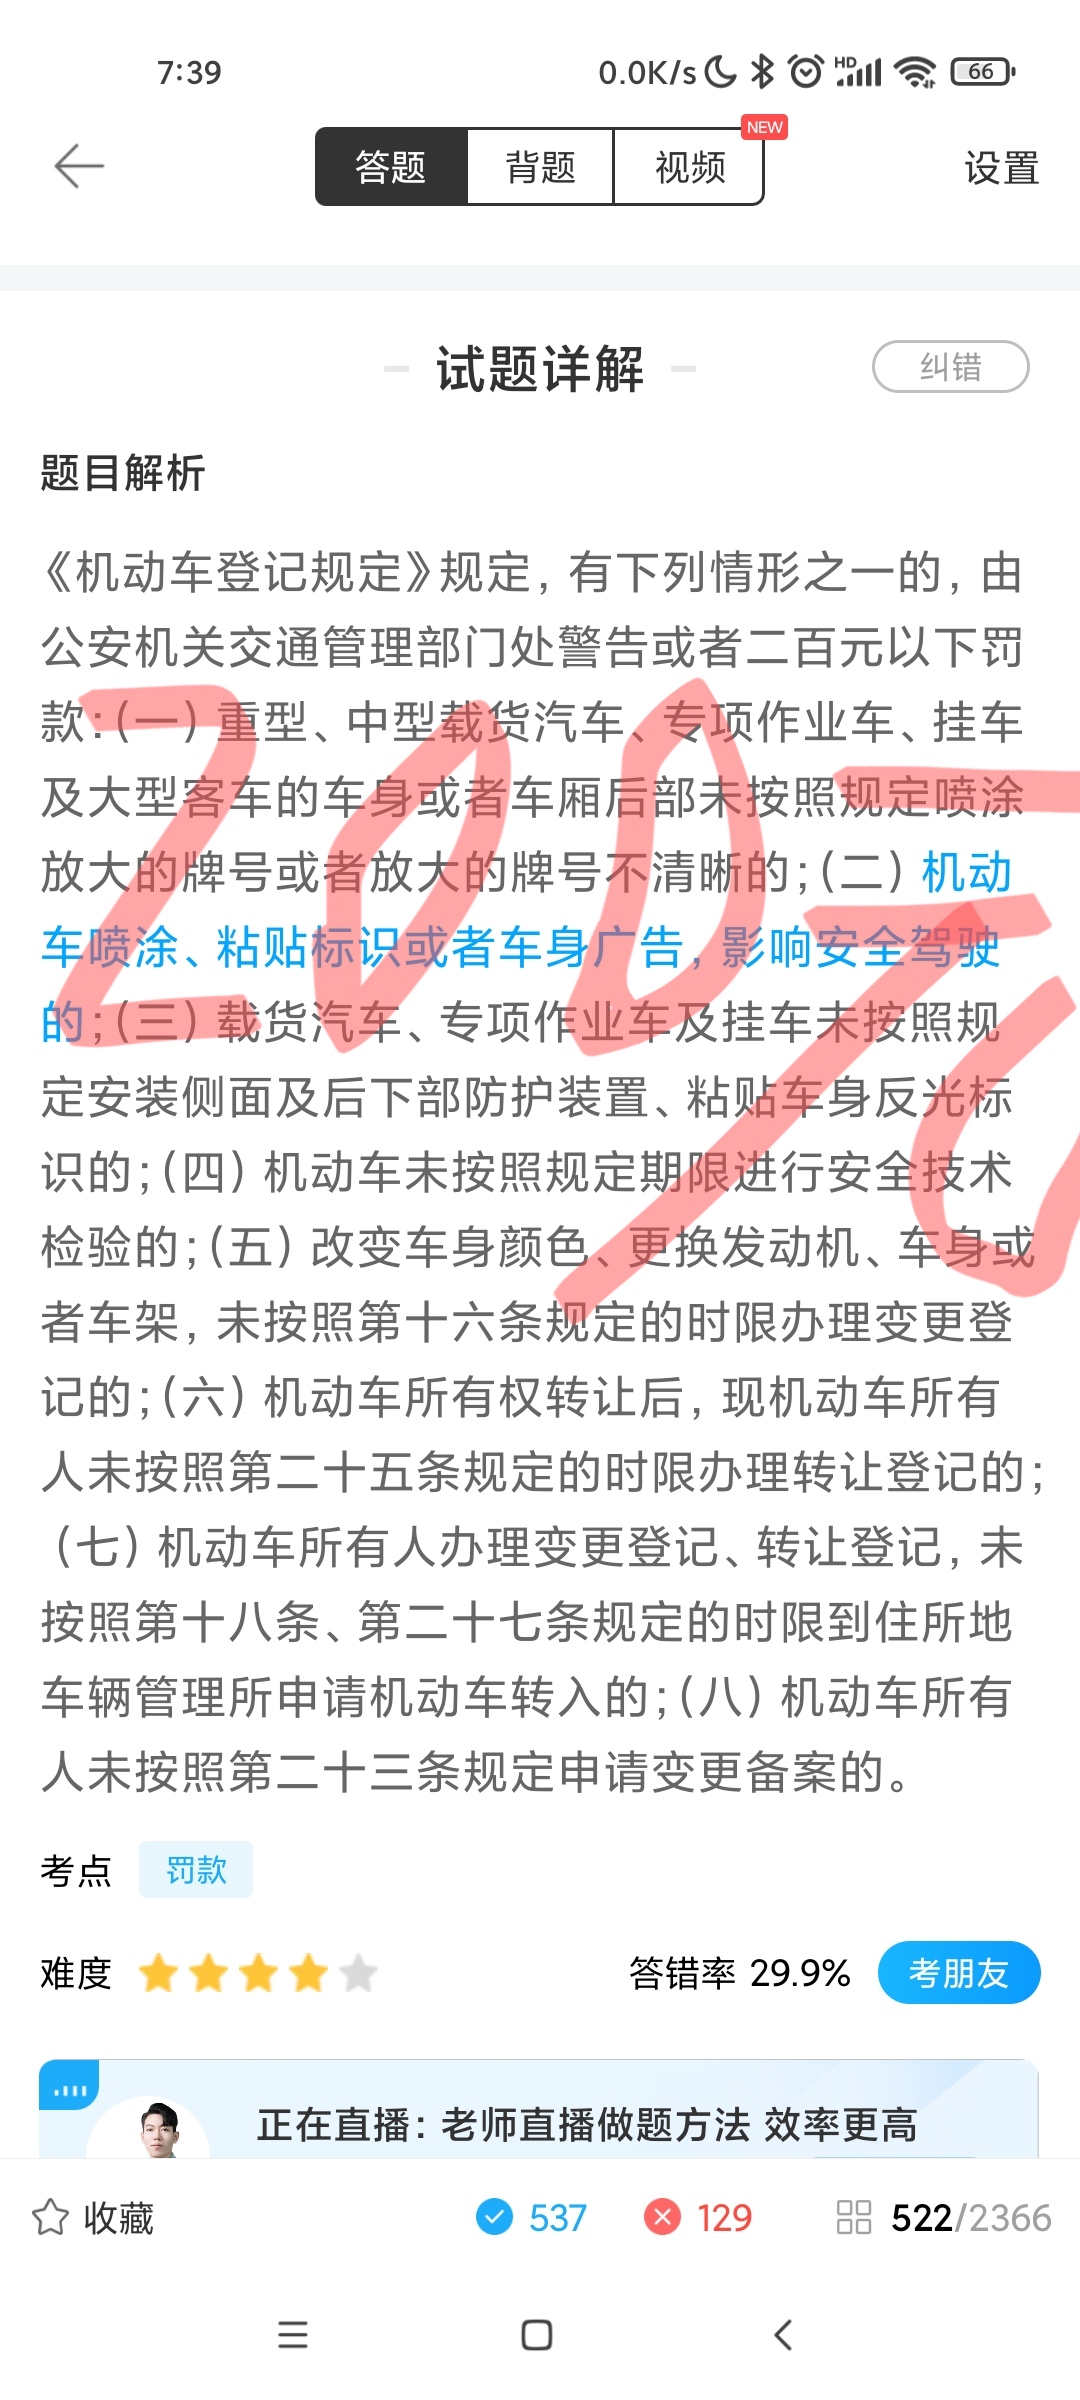 7:39
0.0K/s HD 66
答题 背题 视频 NEW 设置
试题详解 纠错
题目解析
《机动车登记规定》规定，有下列情形之一的，由
公安机关交通管理部门处警告或者二百元以下罚
款：（一）重型、中型载货汽车、专项作业车、挂车
及大型客车的车身或者车厢后部未按照规定喷涂
放大的牌号或者放大的牌号不清晰的；（二）机动
车喷涂、粘贴标识或者车身广告，影响安全驾驶
的；（三）载货汽车、专项作业车及挂车未按照规
定安装侧面及后下部防护装置、粘贴车身反光标
识的；（四）机动车未按照规定期限进行安全技术
检验的；（五）改变车身颜色、更换发动机、车身或
者车架，未按照第十六条规定的时限办理变更登
记的；（六）机动车所有权转让后，现机动车所有
人未按照第二十五条规定的时限办理转让登记的；
（七）机动车所有人办理变更登记、转让登记，未
按照第十八条、第二十七条规定的时限到住所地
车辆管理所申请机动车转入的；（八）机动车所有
人未按照第二十三条规定申请变更备案的。
200元
考点 罚款
难度 答错率 29.9% 考朋友
正在直播：老师直播做题方法 效率更高
收藏 537 129 522/2366